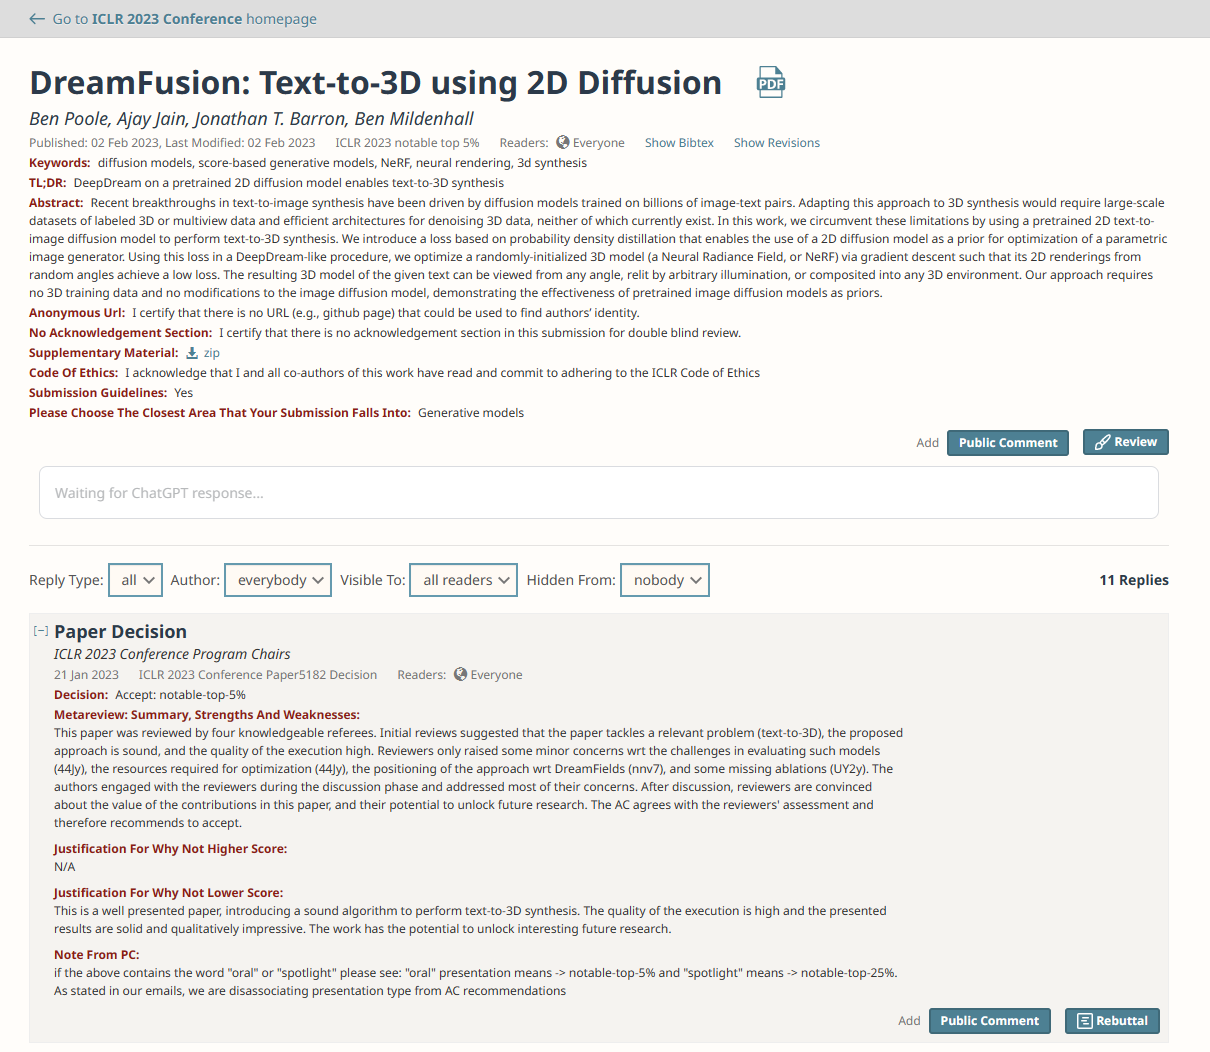 ← Go to ICLR 2023 Conference homepage
DreamFusion: Text-to-3D using 2D Diffusion PDF
Ben Poole, Ajay Jain, Jonathan T. Barron, Ben Mildenhall
Published: 02 Feb 2023, Last Modified: 02 Feb 2023 ICLR 2023 notable top 5% Readers: Everyone Show Bibtex Show Revisions
Keywords: diffusion models, score-based generative models, NeRF, neural rendering, 3d synthesis
TL;DR: DeepDream on a pretrained 2D diffusion model enables text-to-3D synthesis
Abstract: Recent breakthroughs in text-to-image synthesis have been driven by diffusion models trained on billions of image-text pairs. Adapting this approach to 3D synthesis would require large-scale
datasets of labeled 3D or multiview data and efficient architectures for denoising 3D data, neither of which currently exist. In this work, we circumvent these limitations by using a pretrained 2D text-to-
image diffusion model to perform text-to-3D synthesis. We introduce a loss based on probability density distillation that enables the use of a 2D diffusion model as a prior for optimization of a parametric
image generator. Using this loss in a DeepDream-like procedure, we optimize a randomly-initialized 3D model (a Neural Radiance Field, or NeRF) via gradient descent such that its 2D renderings from
random angles achieve a low loss. The resulting 3D model of the given text can be viewed from any angle, relit by arbitrary illumination, or composited into any 3D environment. Our approach requires
no 3D training data and no modifications to the image diffusion model, demonstrating the effectiveness of pretrained image diffusion models as priors.
Anonymous Url: I certify that there is no URL (e.g., github page) that could be used to find authors’ identity.
No Acknowledgement Section: I certify that there is no acknowledgement section in this submission for double blind review.
Supplementary Material: zip
Code Of Ethics: I acknowledge that I and all co-authors of this work have read and commit to adhering to the ICLR Code of Ethics
Submission Guidelines: Yes
Please Choose The Closest Area That Your Submission Falls Into: Generative models
Add Public Comment Review
Waiting for ChatGPT response...
Reply Type: all Author: everybody Visible To: all readers Hidden From: nobody 11 Replies
[−] Paper Decision
ICLR 2023 Conference Program Chairs
21 Jan 2023 ICLR 2023 Conference Paper5182 Decision Readers: Everyone
Decision: Accept: notable-top-5%
Metareview: Summary, Strengths And Weaknesses:
This paper was reviewed by four knowledgeable referees. Initial reviews suggested that the paper tackles a relevant problem (text-to-3D), the proposed
approach is sound, and the quality of the execution high. Reviewers only raised some minor concerns wrt the challenges in evaluating such models
(44Jy), the resources required for optimization (44Jy), the positioning of the approach wrt DreamFields (nnv7), and some missing ablations (UY2y). The
authors engaged with the reviewers during the discussion phase and addressed most of their concerns. After discussion, reviewers are convinced
about the value of the contributions in this paper, and their potential to unlock future research. The AC agrees with the reviewers' assessment and
therefore recommends to accept.
Justification For Why Not Higher Score:
N/A
Justification For Why Not Lower Score:
This is a well presented paper, introducing a sound algorithm to perform text-to-3D synthesis. The quality of the execution is high and the presented
results are solid and qualitatively impressive. The work has the potential to unlock interesting future research.
Note From PC:
if the above contains the word "oral" or "spotlight" please see: "oral" presentation means -> notable-top-5% and "spotlight" means -> notable-top-25%.
As stated in our emails, we are disassociating presentation type from AC recommendations
Add Public Comment Rebuttal